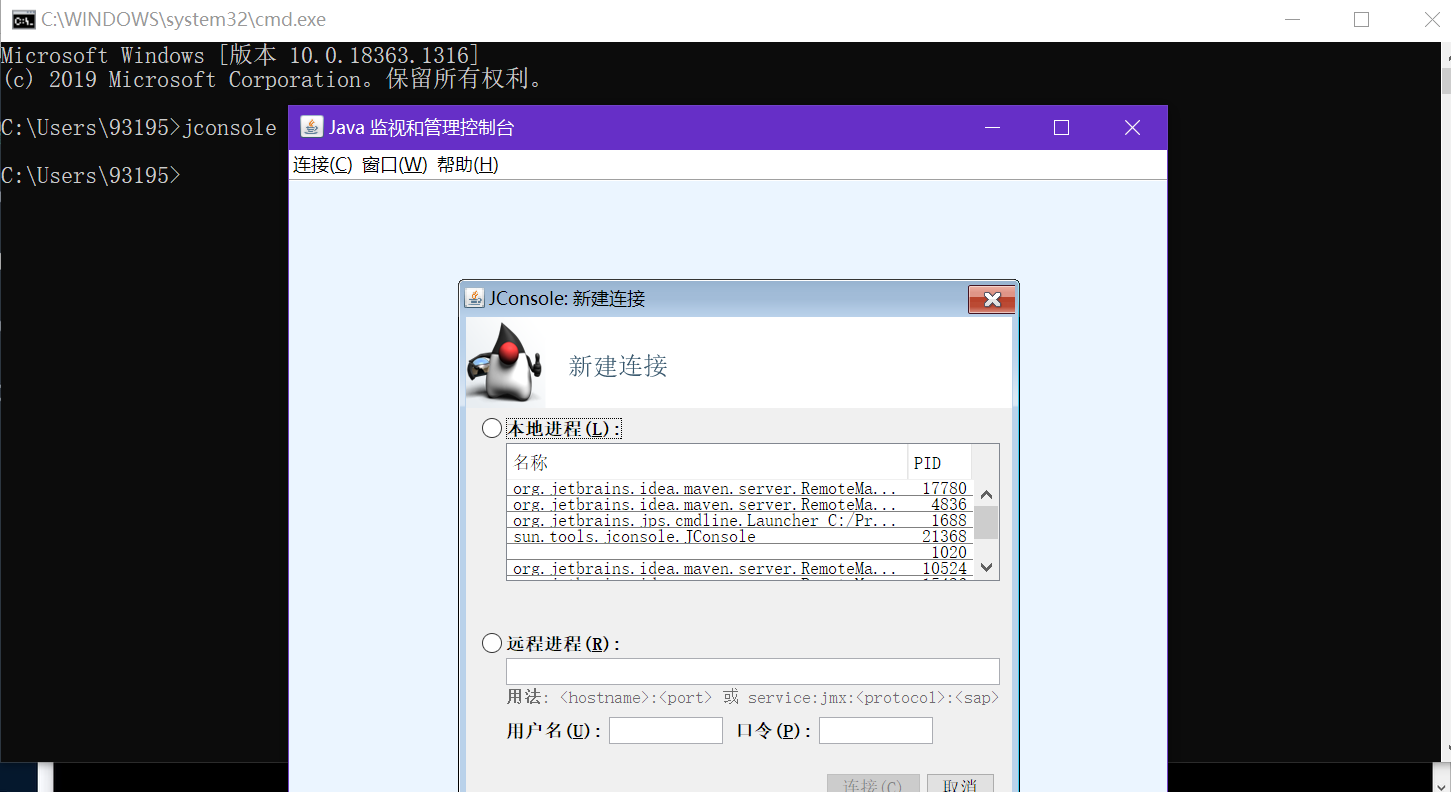 C:\WINDOWS\system32\cmd.exe
Microsoft Windows [版本 10.0.18363.1316]
(c) 2019 Microsoft Corporation。保留所有权利。
C:\Users\93195>jconsole
C:\Users\93195>
Java 监视和管理控制台
连接(C) 窗口(W) 帮助(H)
JConsole: 新建连接
新建连接
本地进程(L):
名称 PID
org.jetbrains.idea.maven.server.RemoteMa... 17780
org.jetbrains.idea.maven.server.RemoteMa... 4836
org.jetbrains.jps.cmdline.Launcher C:/Pr... 1688
sun.tools.jconsole.JConsole 21368
1020
org.jetbrains.idea.maven.server.RemoteMa... 10524
远程进程(R):
用法: <hostname>:<port> 或 service:jmx:<protocol>:<sap>
用户名(U): 口令(P):
连接(C) 取消